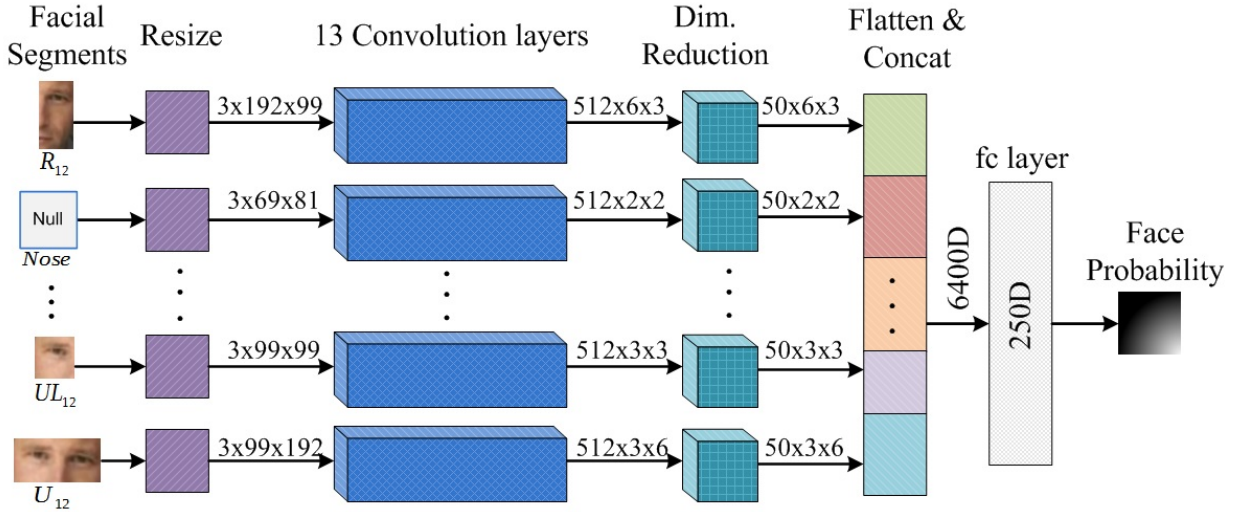 Facial
Segments
Resize
13 Convolution layers
Dim.
Reduction
Flatten &
Concat
3x192x99
512x6x3
50x6x3
R12
Null
Nose
3x69x81
512x2x2
50x2x2
fc layer
6400D
250D
Face
Probability
3x99x99
512x3x3
50x3x3
UL12
3x99x192
512x3x6
50x3x6
U12